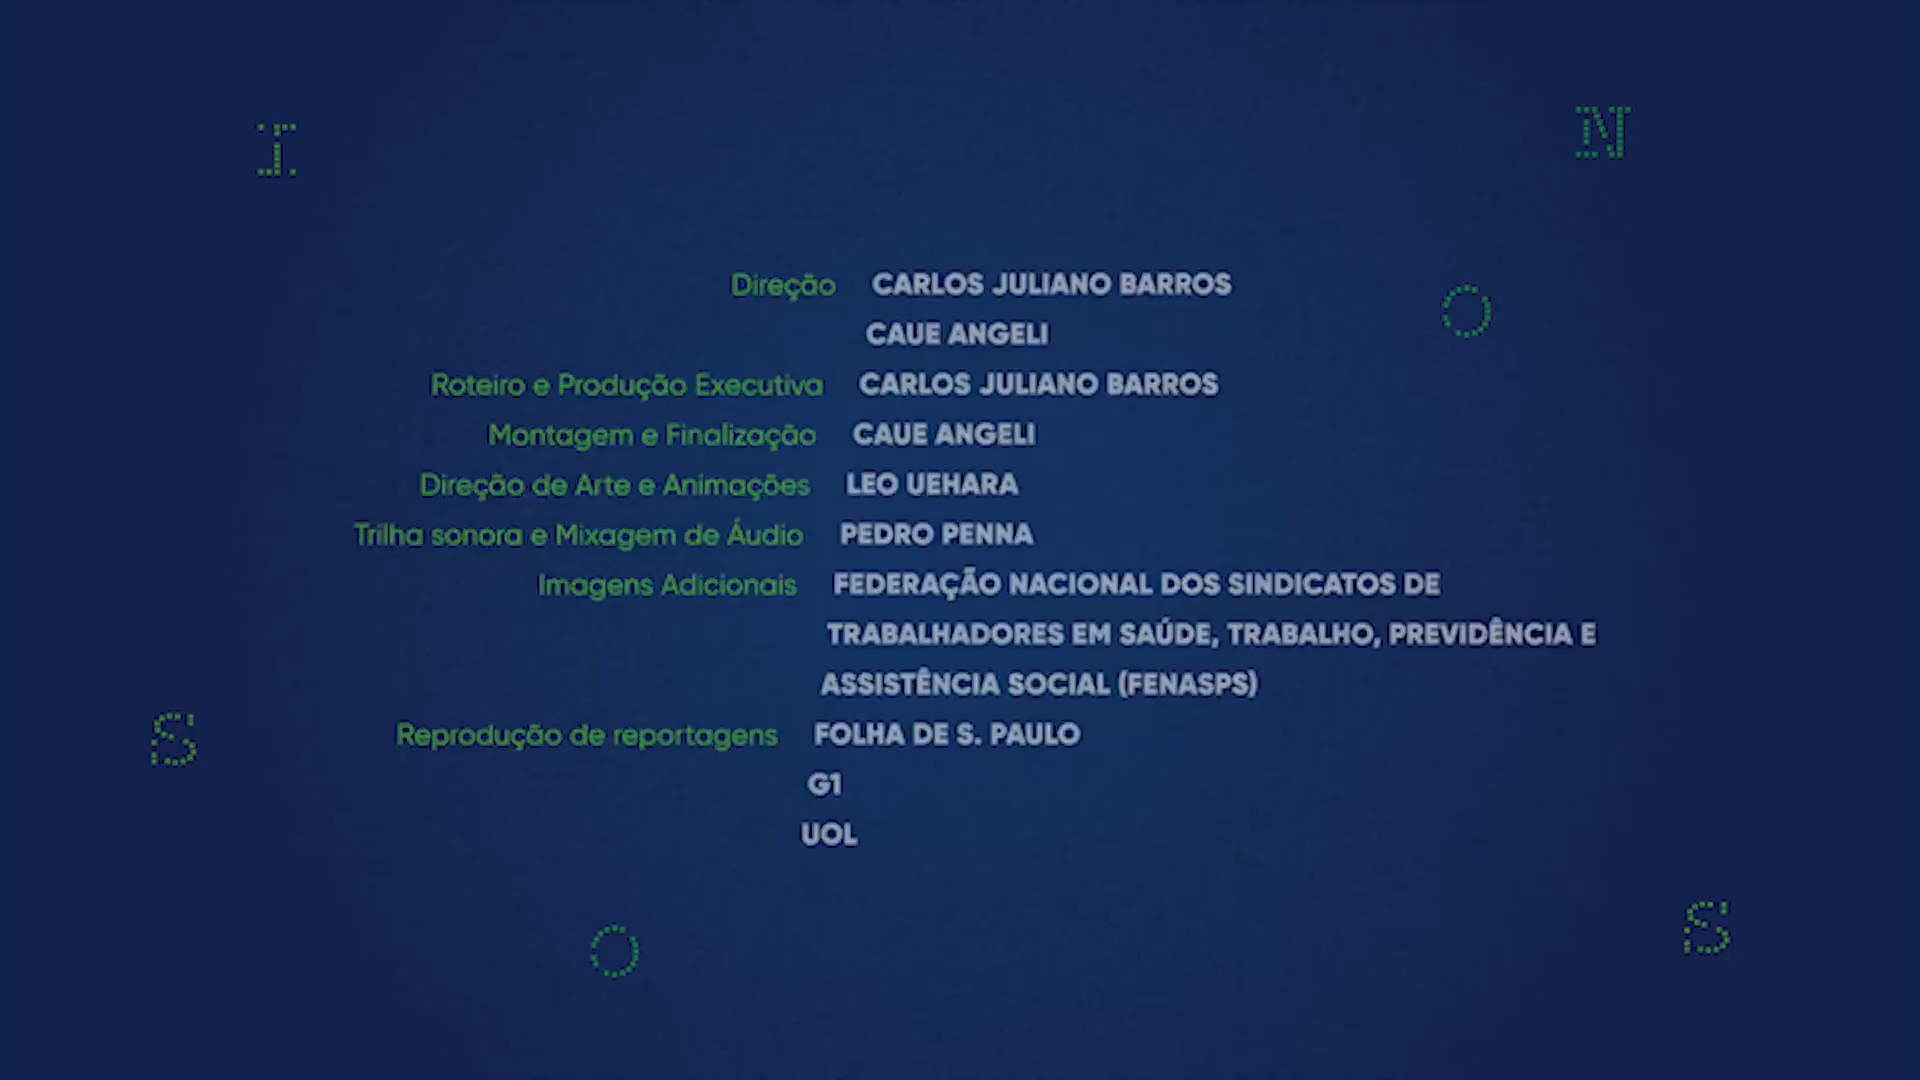 I
N
Direção CARLOS JULIANO BARROS
O
CAUE ANGELI
Roteiro e Produção Executiva CARLOS JULIANO BARROS
Montagem e Finalização CAUE ANGELI
Direção de Arte e Animações LEO UEHARA
Trilha sonora e Mixagem de Áudio PEDRO PENNA
Imagens Adicionais FEDERAÇÃO NACIONAL DOS SINDICATOS DE
TRABALHADORES EM SAÚDE, TRABALHO, PREVIDÊNCIA E
ASSISTÊNCIA SOCIAL (FENASPS)
S
Reprodução de reportagens FOLHA DE S. PAULO
G1
UOL
S
O